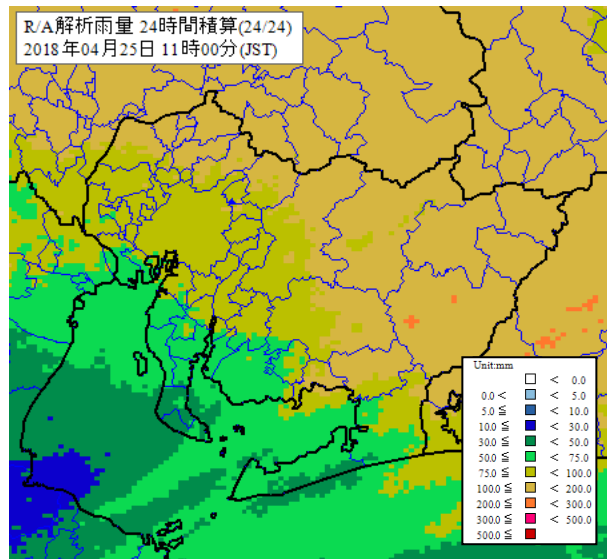 R/A解析雨量 24時間積算(24/24)
2018年04月25日 11時00分(JST)
Unit:mm
< 0.0
0.0 < < 5.0
5.0 ≦ < 10.0
10.0 ≦ < 30.0
30.0 ≦ < 50.0
50.0 ≦ < 75.0
75.0 ≦ < 100.0
100.0 ≦ < 200.0
200.0 ≦ < 300.0
300.0 ≦ < 500.0
500.0 ≦